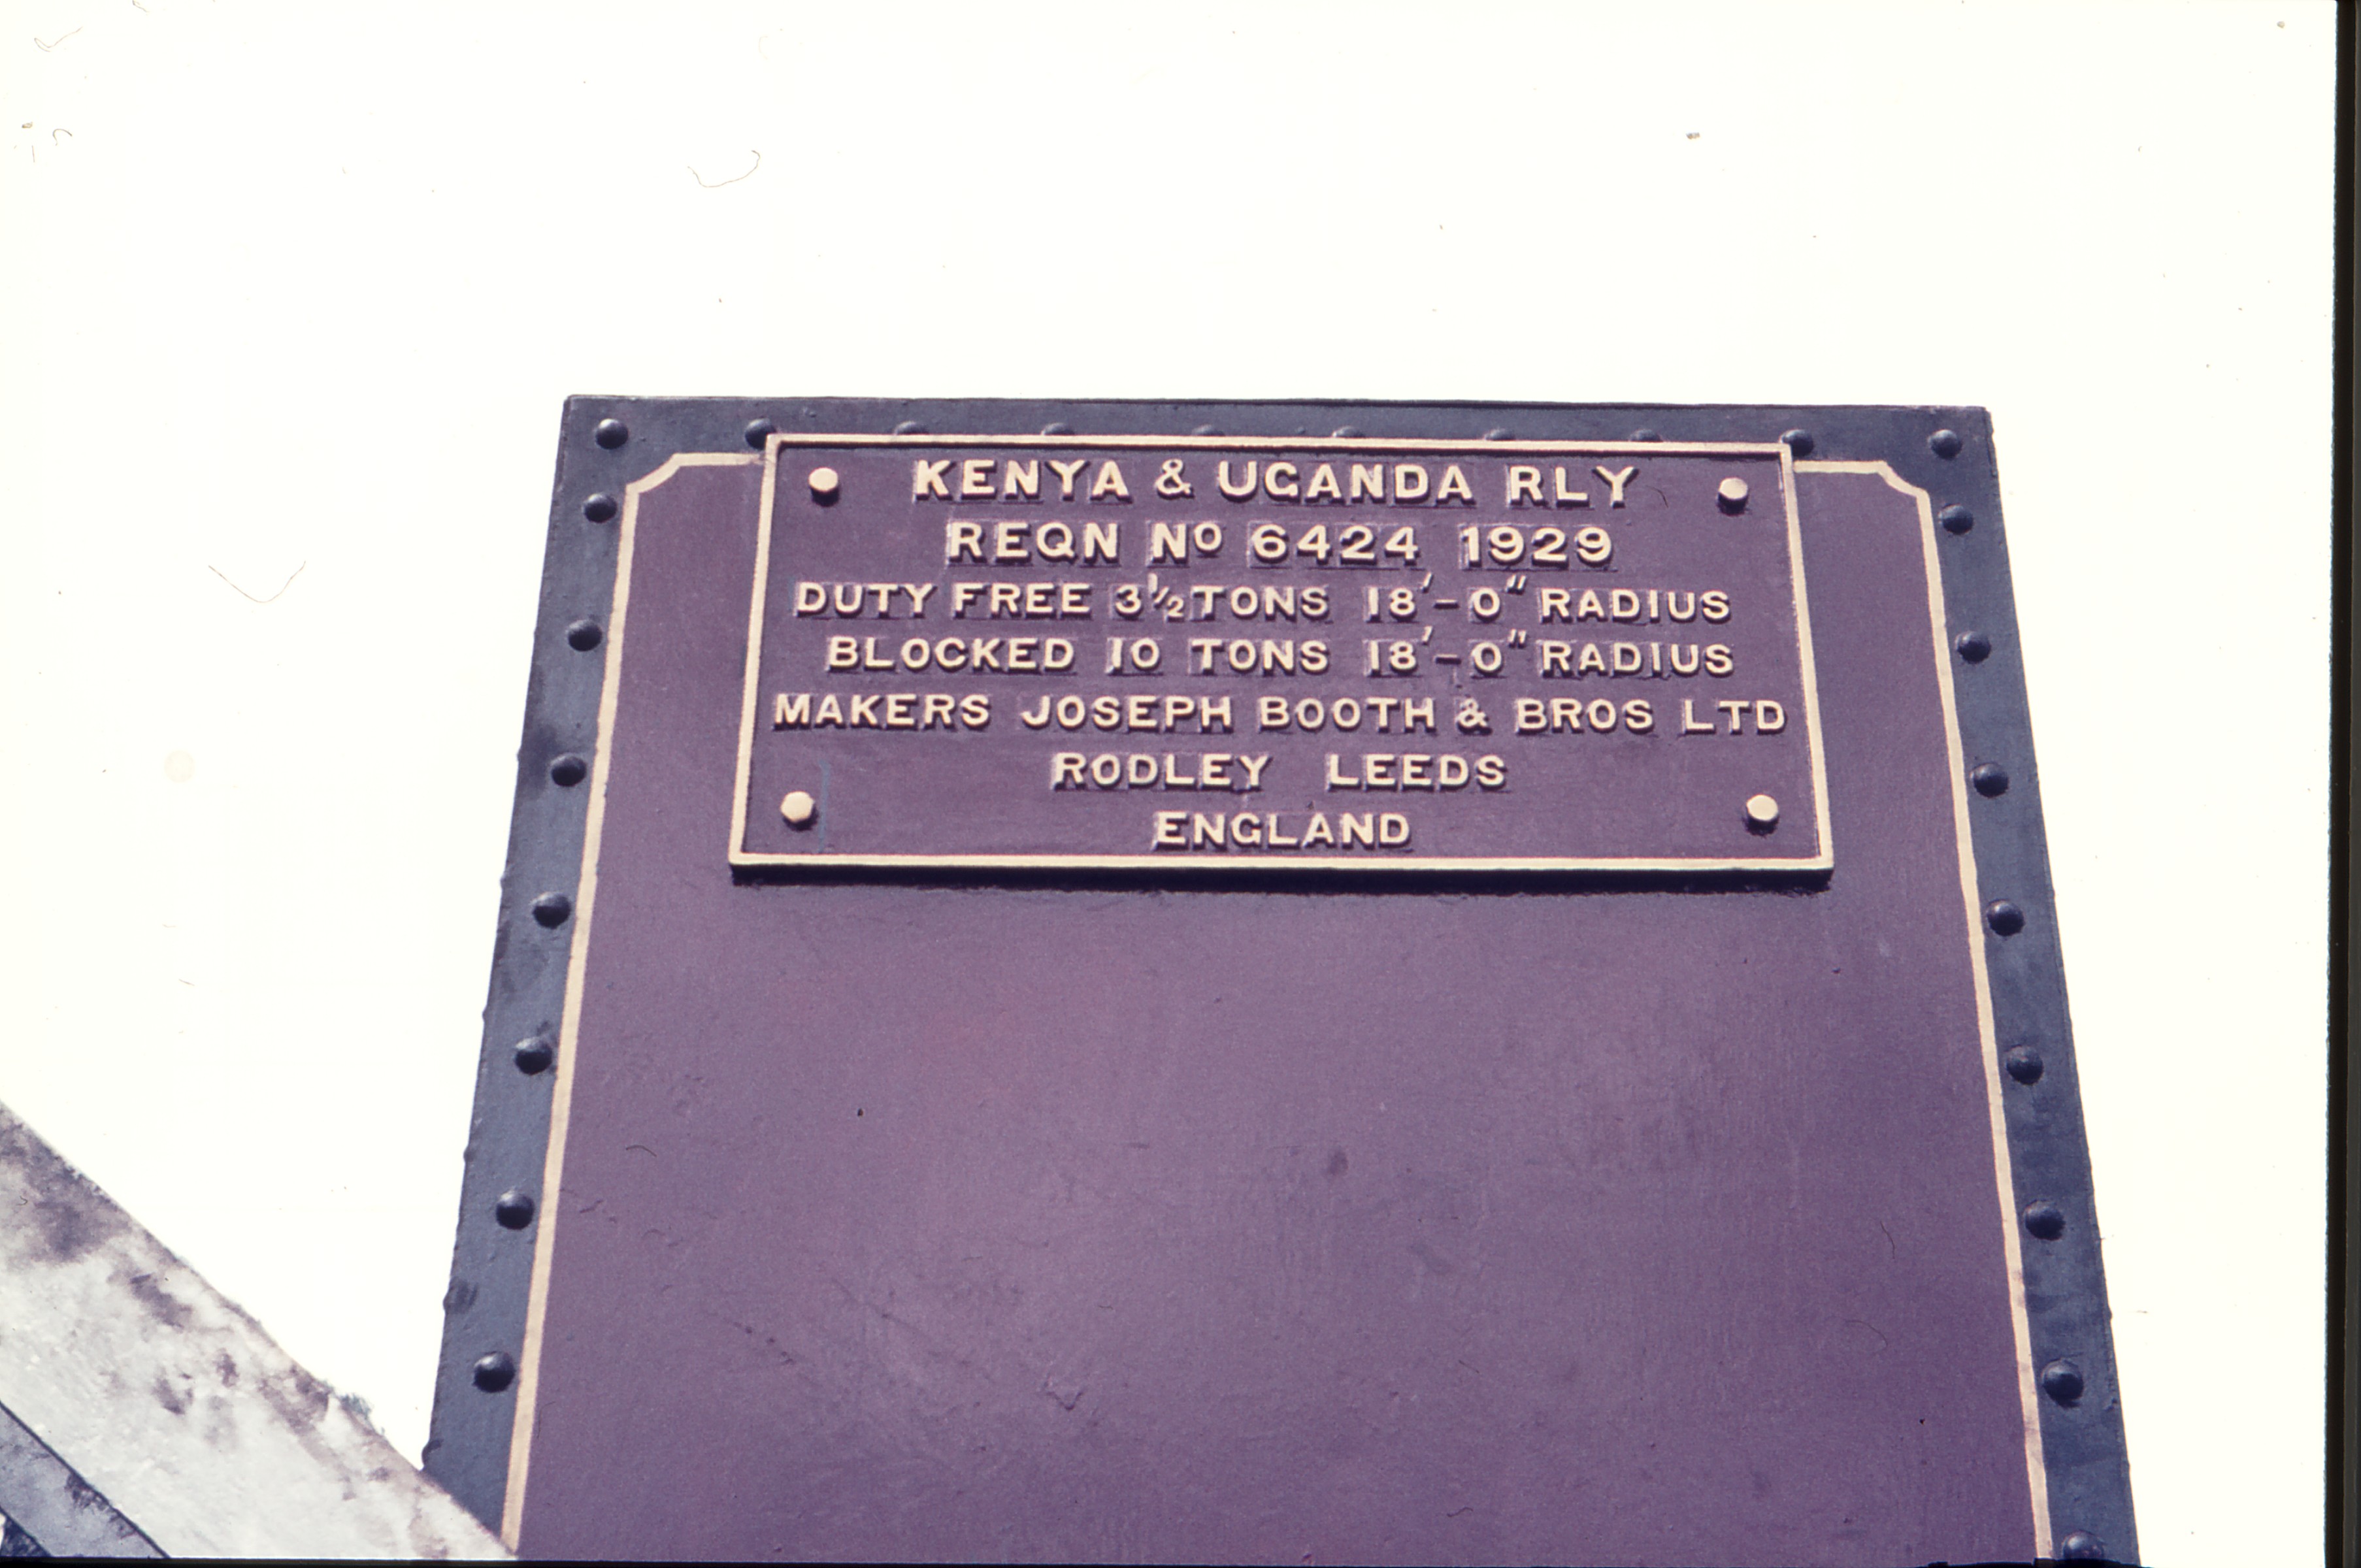 KENYA & UGANDA RLY
REQN No 6424 1929
DUTY FREE 3½ TONS 18'-0" RADIUS
BLOCKED 10 TONS 18'-0" RADIUS
MAKERS JOSEPH BOOTH & BROS LTD
RODLEY LEEDS
ENGLAND